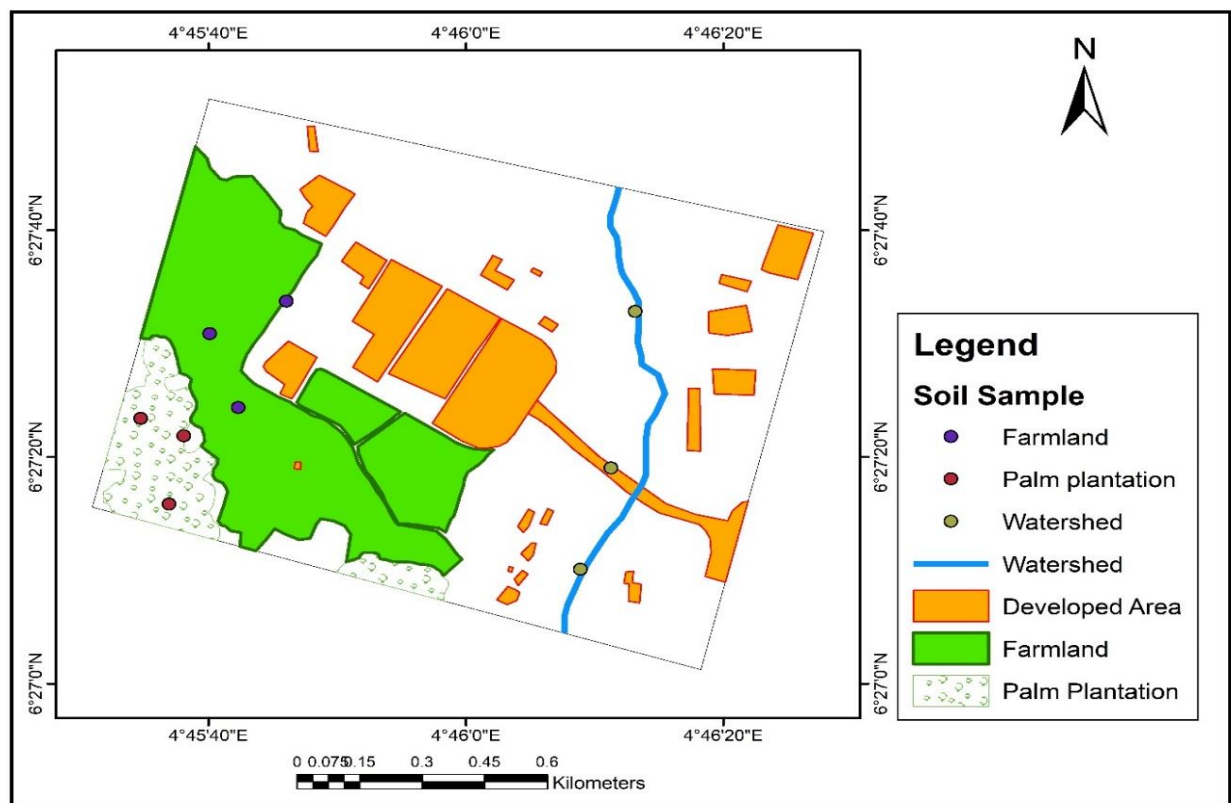 4°45'40"E 4°46'0"E 4°46'20"E
N
6°27'40"N 6°27'40"N
6°27'20"N 6°27'20"N
6°27'0"N 6°27'0"N
Legend
Soil Sample
Farmland
Palm plantation
Watershed
Watershed
Developed Area
Farmland
Palm Plantation
4°45'40"E 4°46'0"E 4°46'20"E
0 0.0750.15 0.3 0.45 0.6
Kilometers